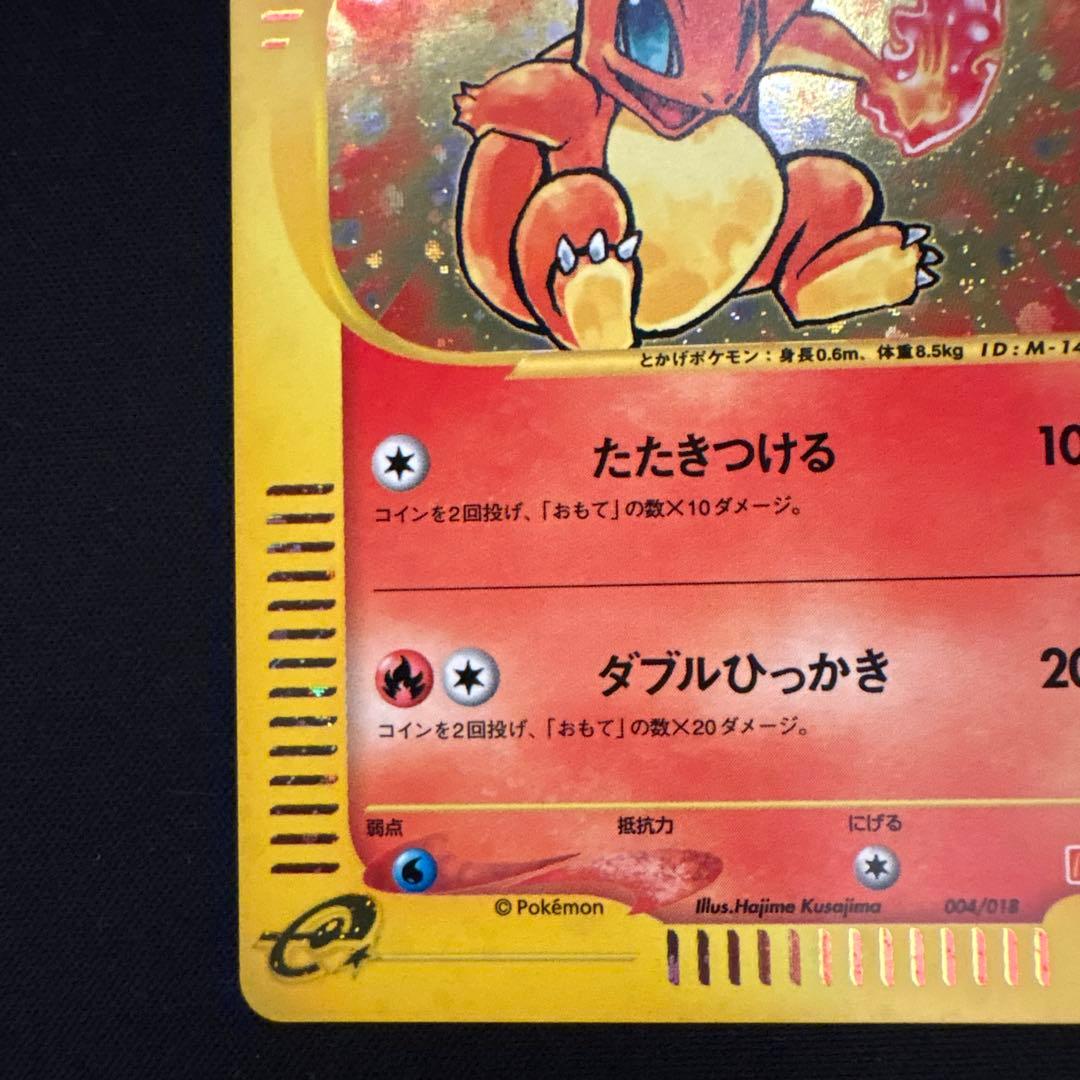 とかげポケモン：身長0.6m、体重8.5kg ID:M-14
たたきつける 10
コインを2回投げ、「おもて」の数×10ダメージ。
ダブルひっかき 20
コインを2回投げ、「おもて」の数×20ダメージ。
弱点 抵抗力 にげる
©Pokémon Illus.Hajime Kusajima 004/018
e